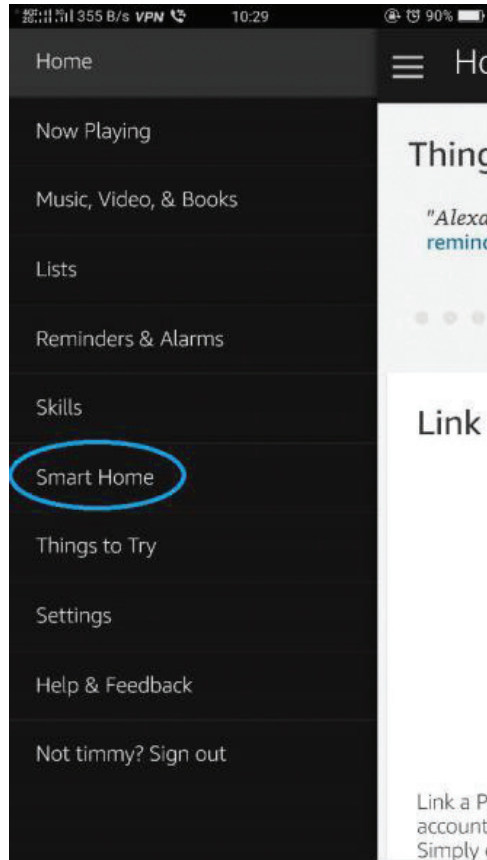 355 B/s VPN 10:29 90%
Home
Now Playing
Music, Video, & Books
Lists
Reminders & Alarms
Skills
Smart Home
Things to Try
Settings
Help & Feedback
Not timmy? Sign out
Ho
Thing
"Alexa
remind
Link
Link a P
account
Simply